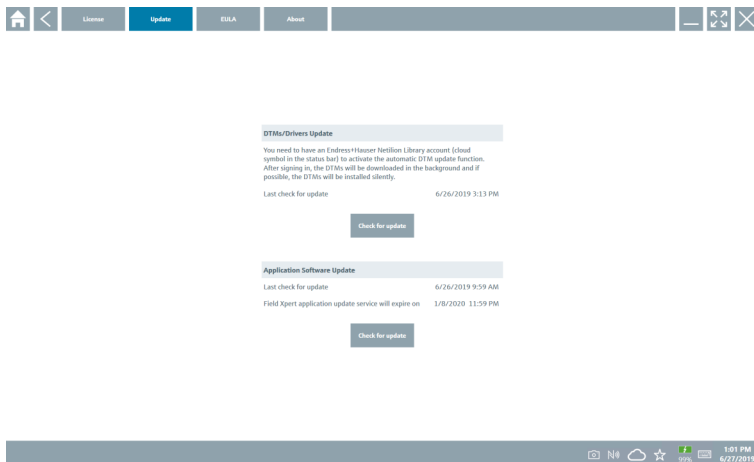 License Update EULA About
DTMs/Drivers Update
You need to have an Endress+Hauser Netilion Library account (cloud
symbol in the status bar) to activate the automatic DTM update function.
After signing in, the DTMs will be downloaded in the background and if
possible, the DTMs will be installed silently.
Last check for update 6/26/2019 3:13 PM
Check for update
Application Software Update
Last check for update 6/26/2019 9:59 AM
Field Xpert application update service will expire on 1/8/2020 11:59 PM
Check for update
99%
1:01 PM
6/27/2019